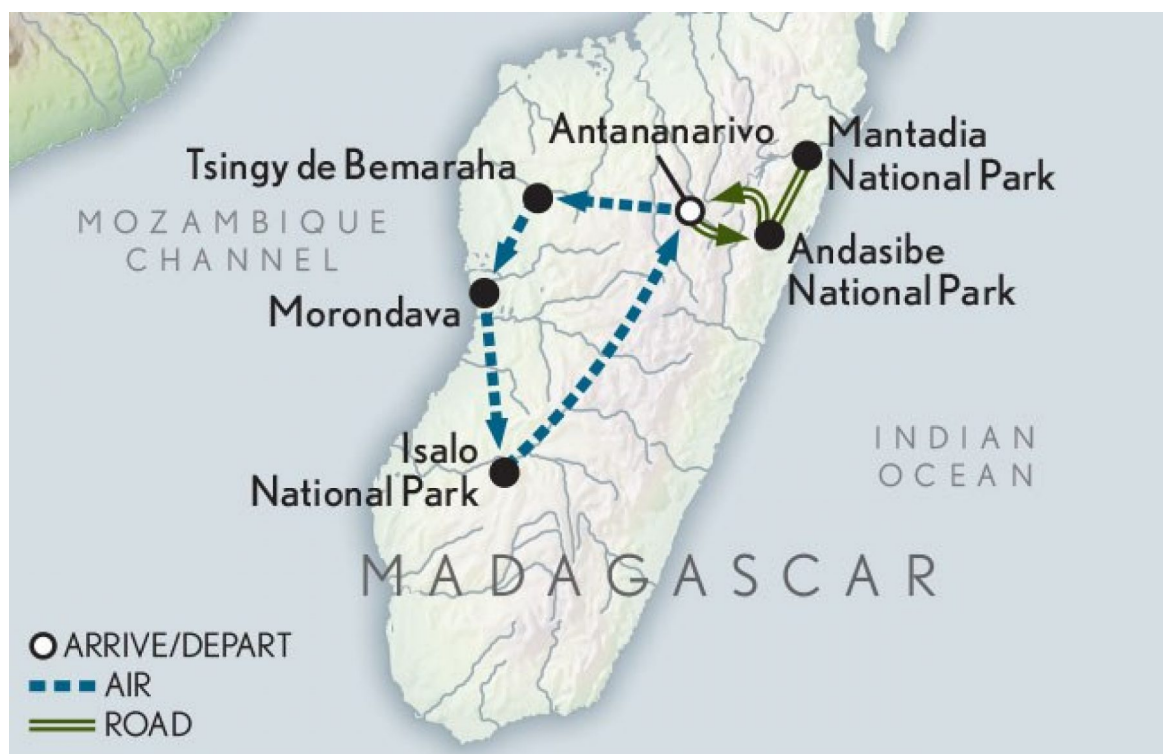 Antananarivo
Mantadia
National Park
Tsingy de Bemaraha
MOZAMBIQUE
CHANNEL
Andasibe
National Park
Morondava
INDIAN
OCEAN
Isalo
National Park
MADAGASCAR
ARRIVE/DEPART
AIR
ROAD